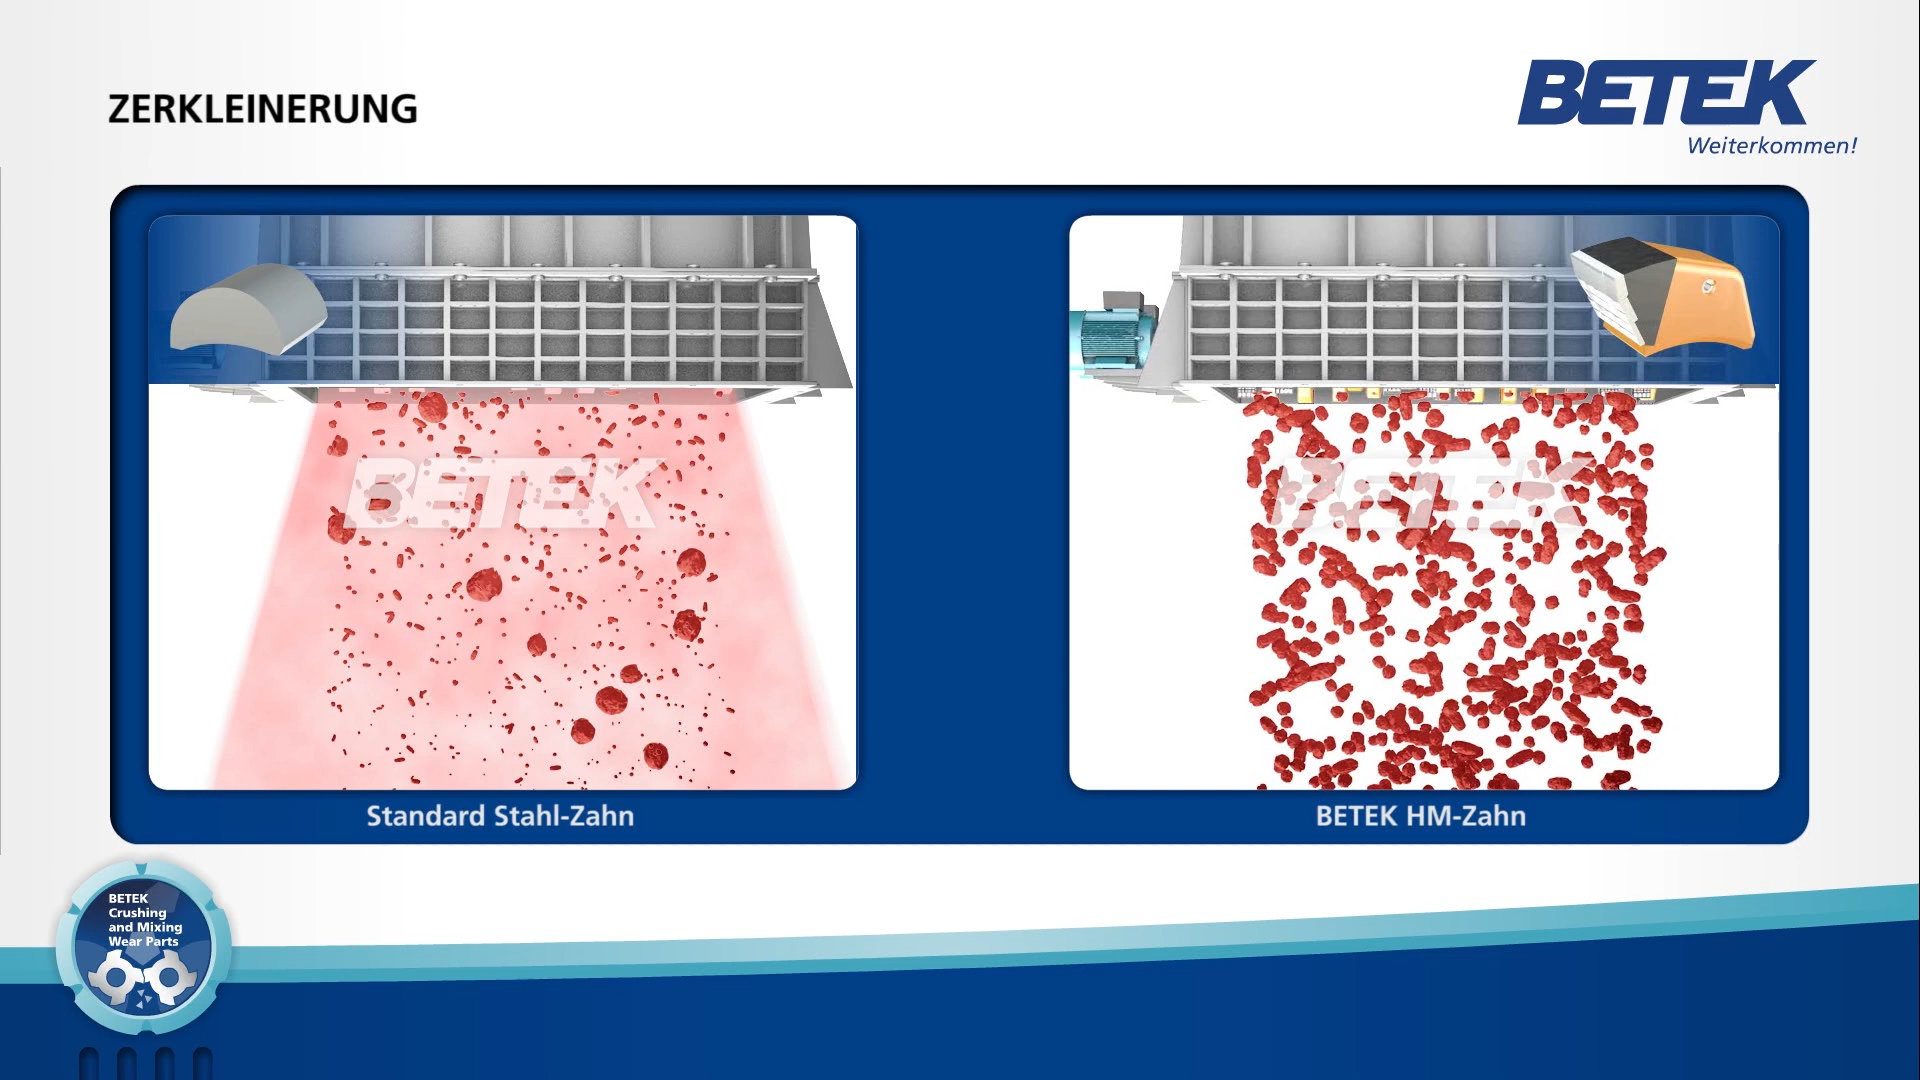 ZERKLEINERUNG
BETEK
Weiterkommen!
BETEK
BETEK
Standard Stahl-Zahn
BETEK HM-Zahn
BETEK
Crushing
and Mixing
Wear Parts